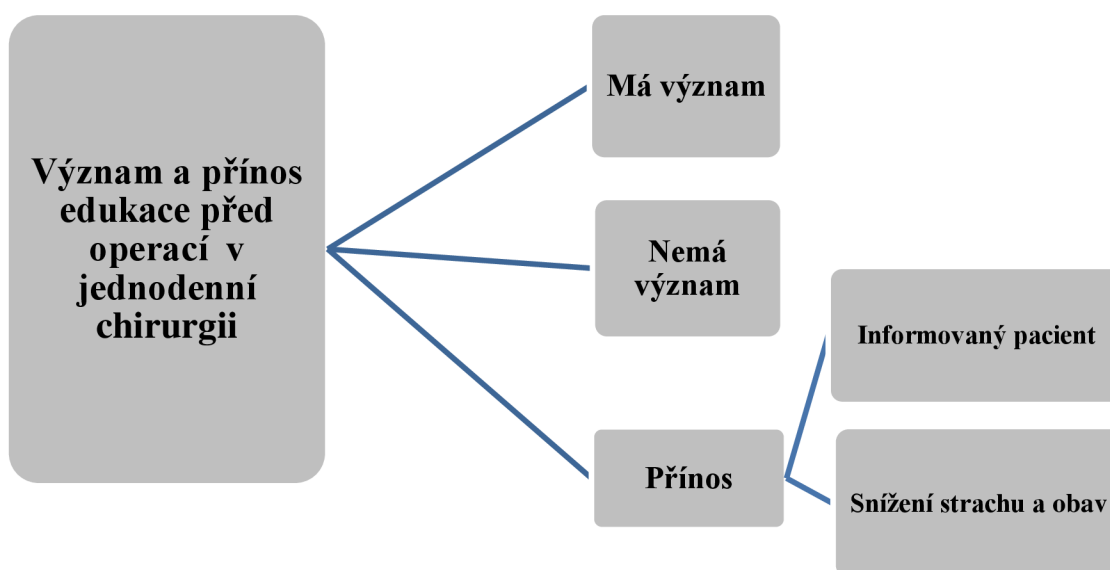 Význam a přínos
edukace před
operací v
jednodenní
chirurgii
Má význam
Nemá
význam
Přínos
Informovaný pacient
Snížení strachu a obav